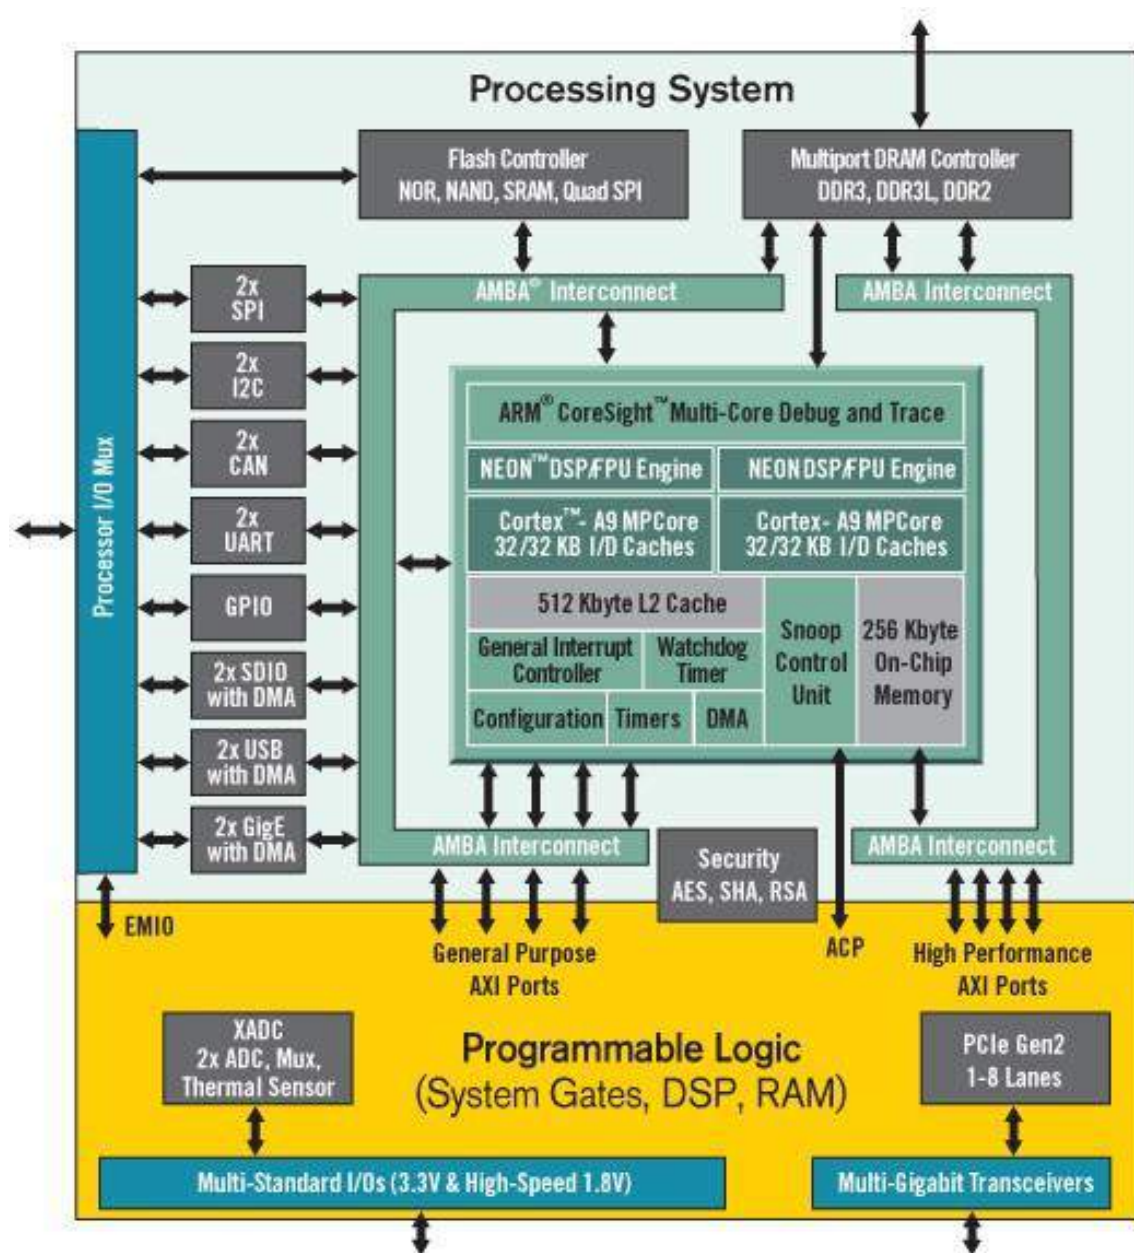 Processing System
Flash Controller
NOR, NAND, SRAM, Quad SPI
Multiport DRAM Controller
DDR3, DDR3L, DDR2
AMBA® Interconnect
AMBA Interconnect
Processor I/O Mux
2x
SPI
2x
I2C
2x
CAN
2x
UART
GPIO
2x SDIO
with DMA
2x USB
with DMA
2x GigE
with DMA
ARM® CoreSight™ Multi-Core Debug and Trace
NEON™ DSP/FPU Engine
NEON DSP/FPU Engine
Cortex™- A9 MPCore
32/32 KB I/D Caches
Cortex- A9 MPCore
32/32 KB I/D Caches
512 Kbyte L2 Cache
General Interrupt
Controller
Watchdog
Timer
Configuration
Timers
DMA
Snoop
Control
Unit
256 Kbyte
On-Chip
Memory
AMBA Interconnect
Security
AES, SHA, RSA
AMBA Interconnect
EMIO
General Purpose
AXI Ports
ACP
High Performance
AXI Ports
XADC
2x ADC, Mux,
Thermal Sensor
Programmable Logic
(System Gates, DSP, RAM)
PCIe Gen2
1-8 Lanes
Multi-Standard I/Os (3.3V & High-Speed 1.8V)
Multi-Gigabit Transceivers